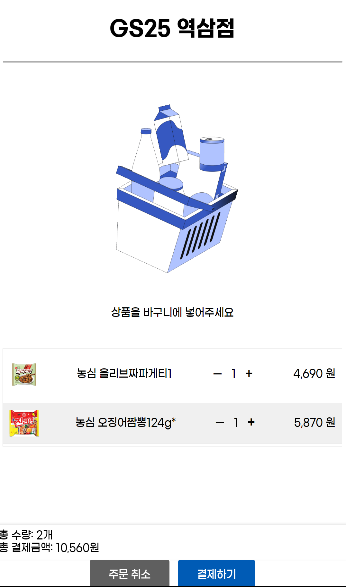 GS25 역삼점
상품을 바구니에 넣어주세요
농심 올리브짜파게티1 — 1 + 4,690 원
농심 오징어짬뽕124g* — 1 + 5,870 원
총 수량: 2개
총 결제금액: 10,560원
주문 취소 결제하기